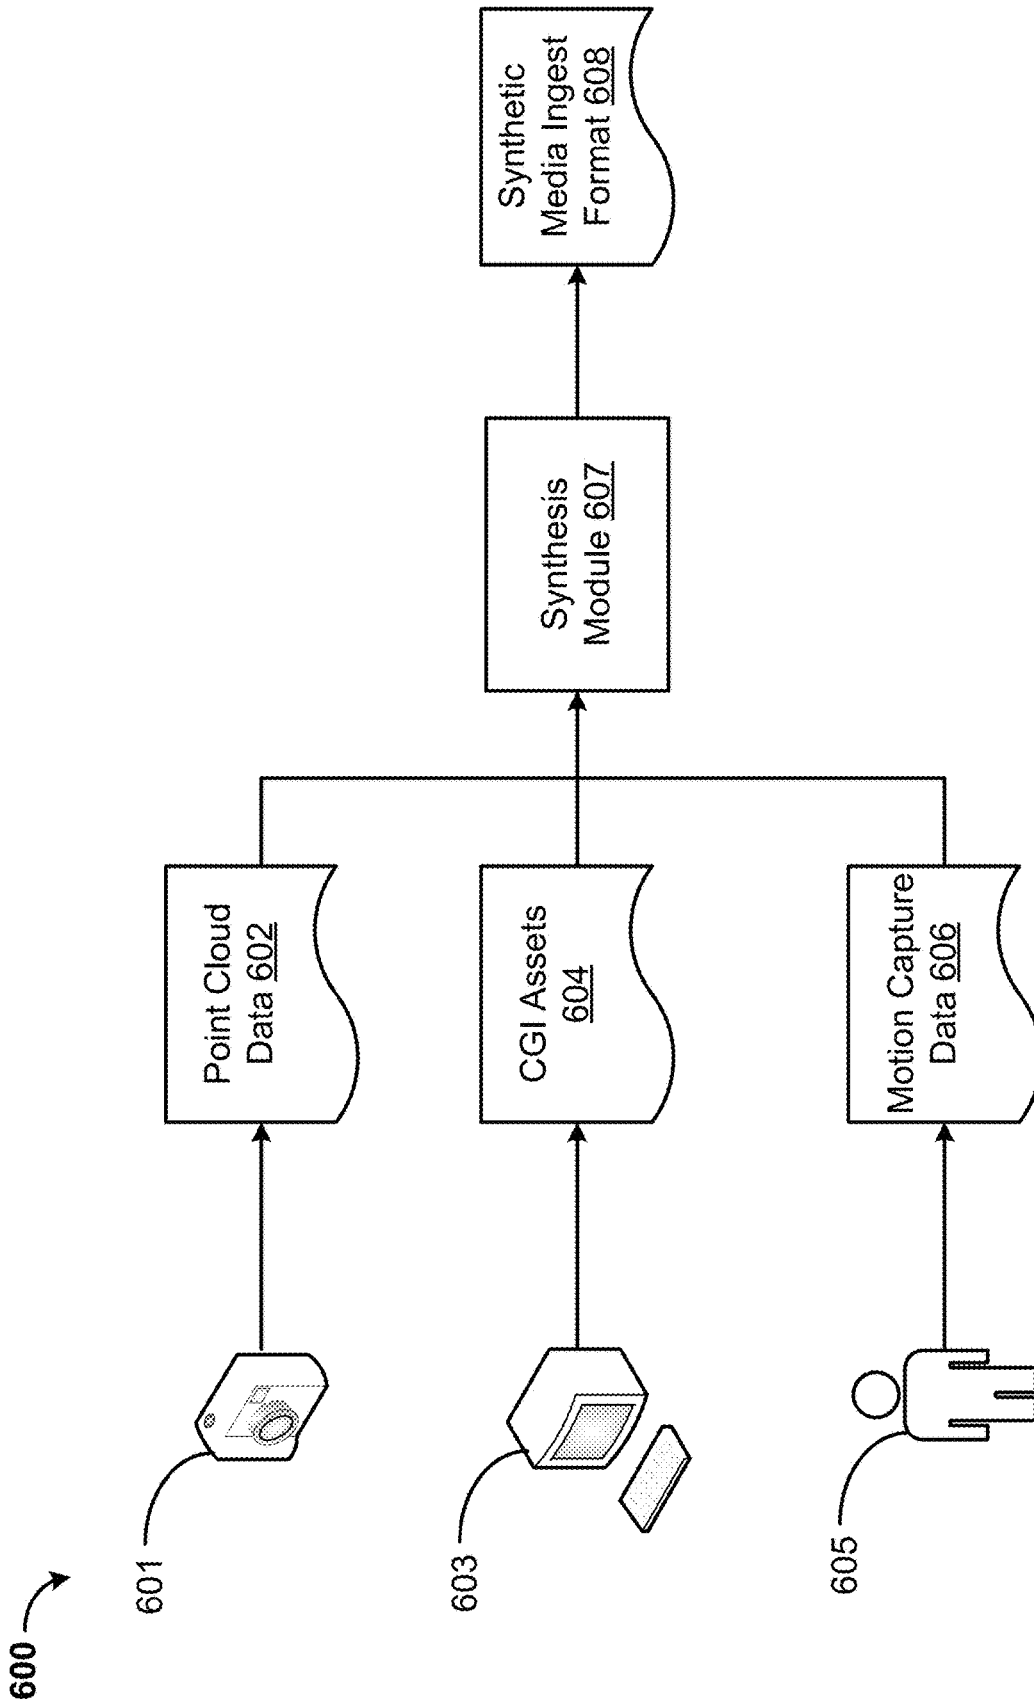 600
601
Point Cloud
Data 602
603
CGI Assets
604
605
Motion Capture
Data 606
Synthesis
Module 607
Synthetic
Media Ingest
Format 608